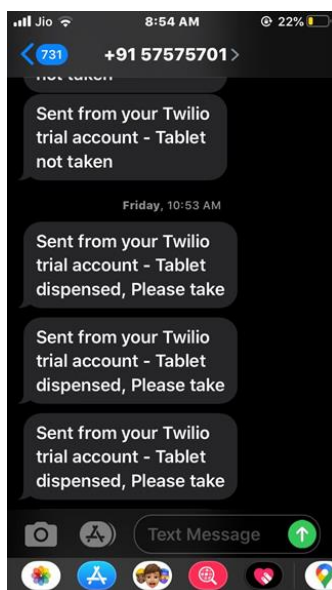 Jio
8:54 AM
22%
731
+91 57575701
not taken
Sent from your Twilio
trial account - Tablet
not taken
Friday, 10:53 AM
Sent from your Twilio
trial account - Tablet
dispensed, Please take
Sent from your Twilio
trial account - Tablet
dispensed, Please take
Sent from your Twilio
trial account - Tablet
dispensed, Please take
Text Message